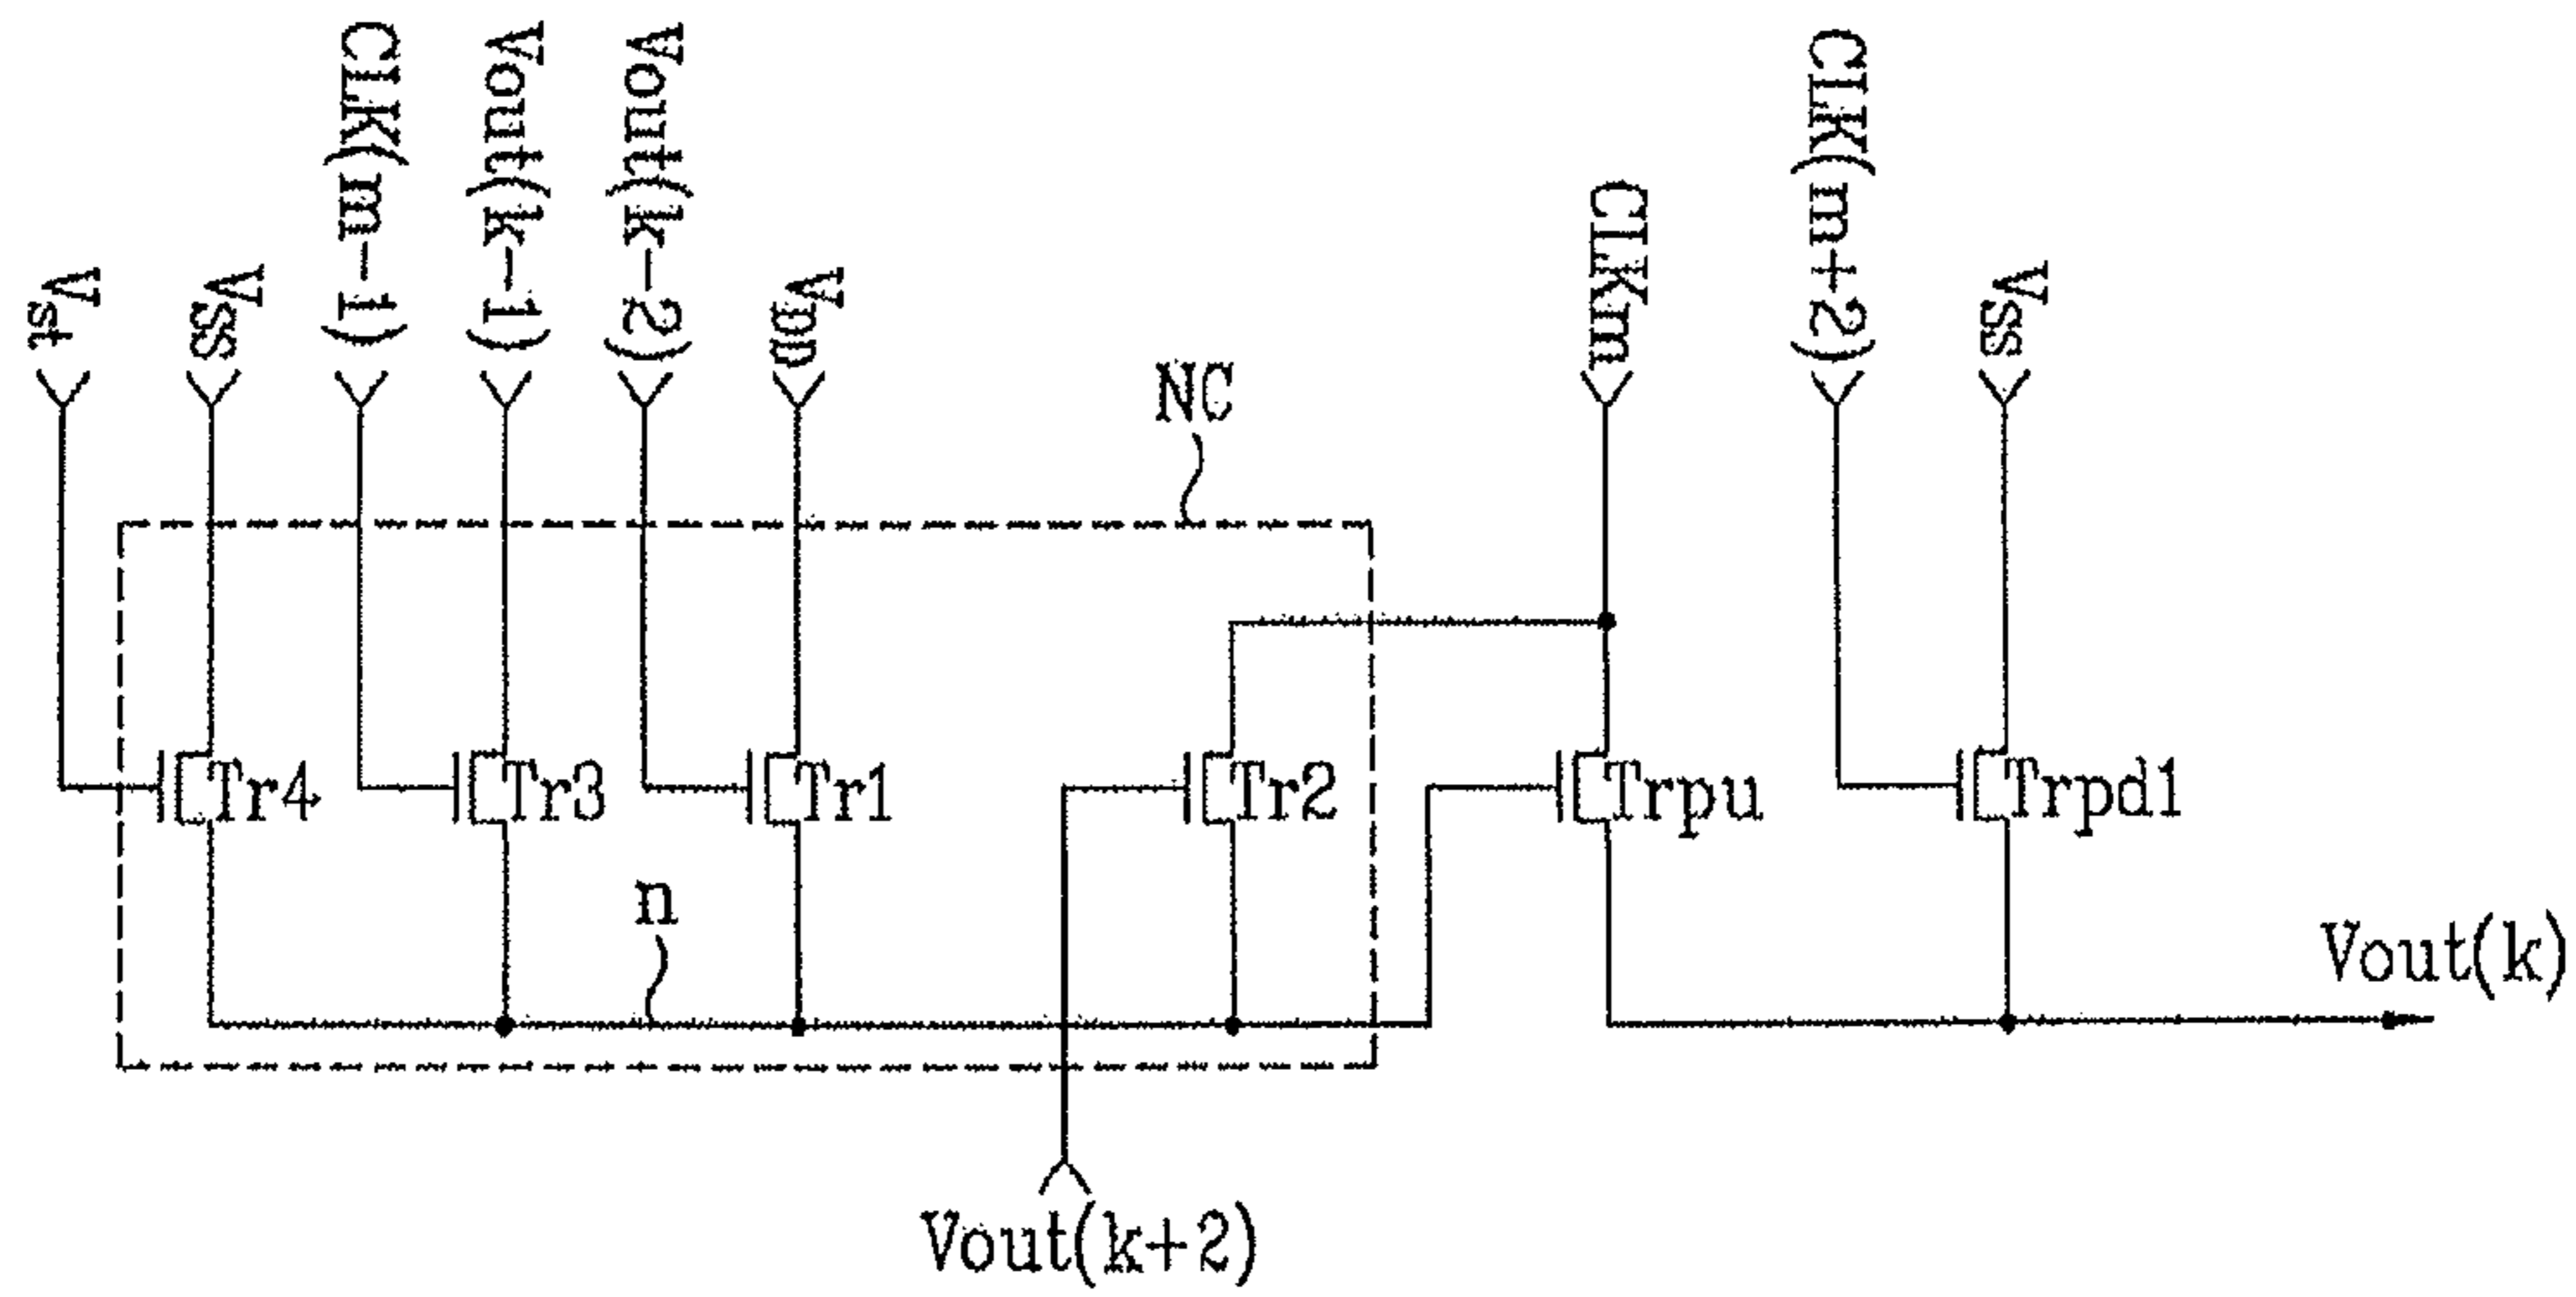 Vst
VSS
CLK(m-1)
Vout(k-1)
Vout(k-2)
VDD
NC
CLKm
CLK(m+2)
VSS
Tr4
Tr3
Tr1
Tr2
Trpu
Trpd1
n
Vout(k)
Vout(k+2)